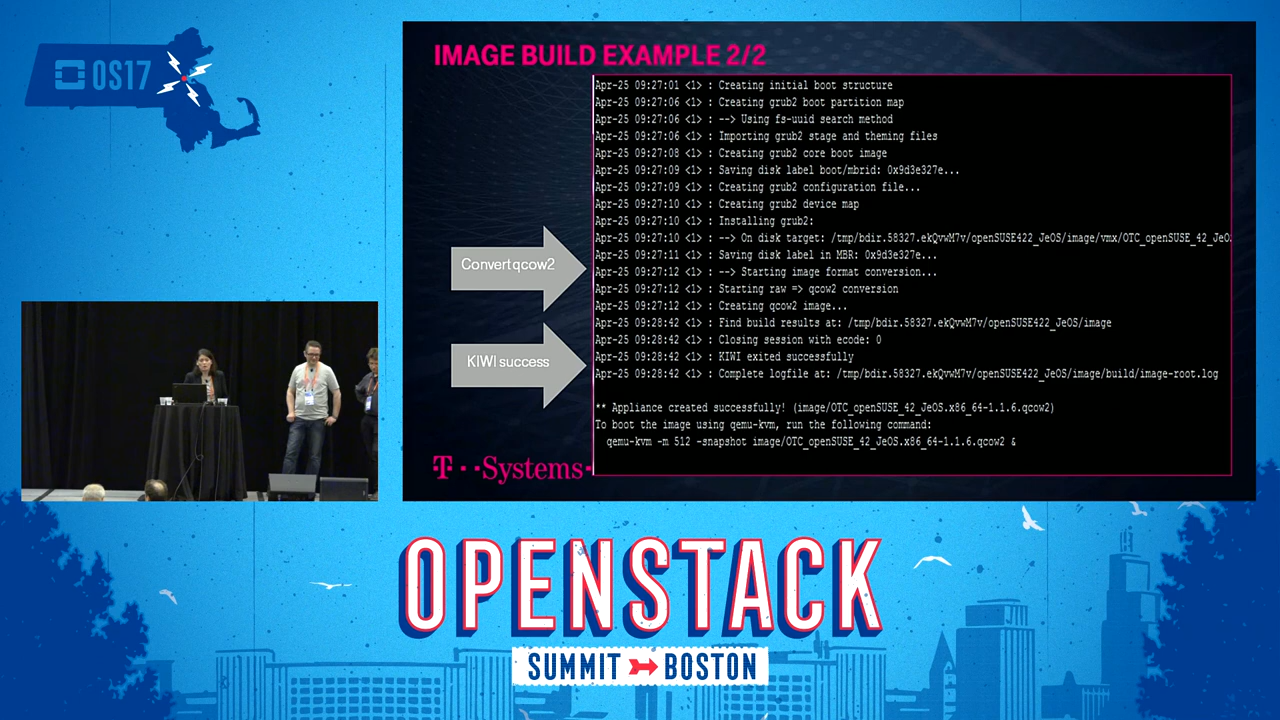 OS17
IMAGE BUILD EXAMPLE 2/2
Apr-25 09:27:01 <1> : Creating initial boot structure
Apr-25 09:27:06 <1> : Creating grub2 boot partition map
Apr-25 09:27:06 <1> : --> Using fs-uuid search method
Apr-25 09:27:06 <1> : Importing grub2 stage and theming files
Apr-25 09:27:08 <1> : Creating grub2 core boot image
Apr-25 09:27:09 <1> : Saving disk label boot/mbrid: 0x9d3e327e...
Apr-25 09:27:09 <1> : Creating grub2 configuration file...
Apr-25 09:27:10 <1> : Creating grub2 device map
Apr-25 09:27:10 <1> : Installing grub2:
Apr-25 09:27:10 <1> : --> On disk target: /tmp/bdir.58327.ekQvwM7v/openSUSE422_JeOS/image/vmx/OTC_openSUSE_42_JeO
Apr-25 09:27:11 <1> : Saving disk label in MBR: 0x9d3e327e...
Apr-25 09:27:12 <1> : --> Starting image format conversion...
Apr-25 09:27:12 <1> : Starting raw => qcow2 conversion
Apr-25 09:27:12 <1> : Creating qcow2 image...
Apr-25 09:28:42 <1> : Find build results at: /tmp/bdir.58327.ekQvwM7v/openSUSE422_JeOS/image
Apr-25 09:28:42 <1> : Closing session with ecode: 0
Apr-25 09:28:42 <1> : KIWI exited successfully
Apr-25 09:28:42 <1> : Complete logfile at: /tmp/bdir.58327.ekQvwM7v/openSUSE422_JeOS/image/build/image-root.log
** Appliance created successfully! (image/OTC_openSUSE_42_JeOS.x86_64-1.1.6.qcow2)
To boot the image using qemu-kvm, run the following command:
qemu-kvm -m 512 -snapshot image/OTC_openSUSE_42_JeOS.x86_64-1.1.6.qcow2 &
Convert qcow2
KIWI success
T··Systems·
OPENSTACK
SUMMIT BOSTON